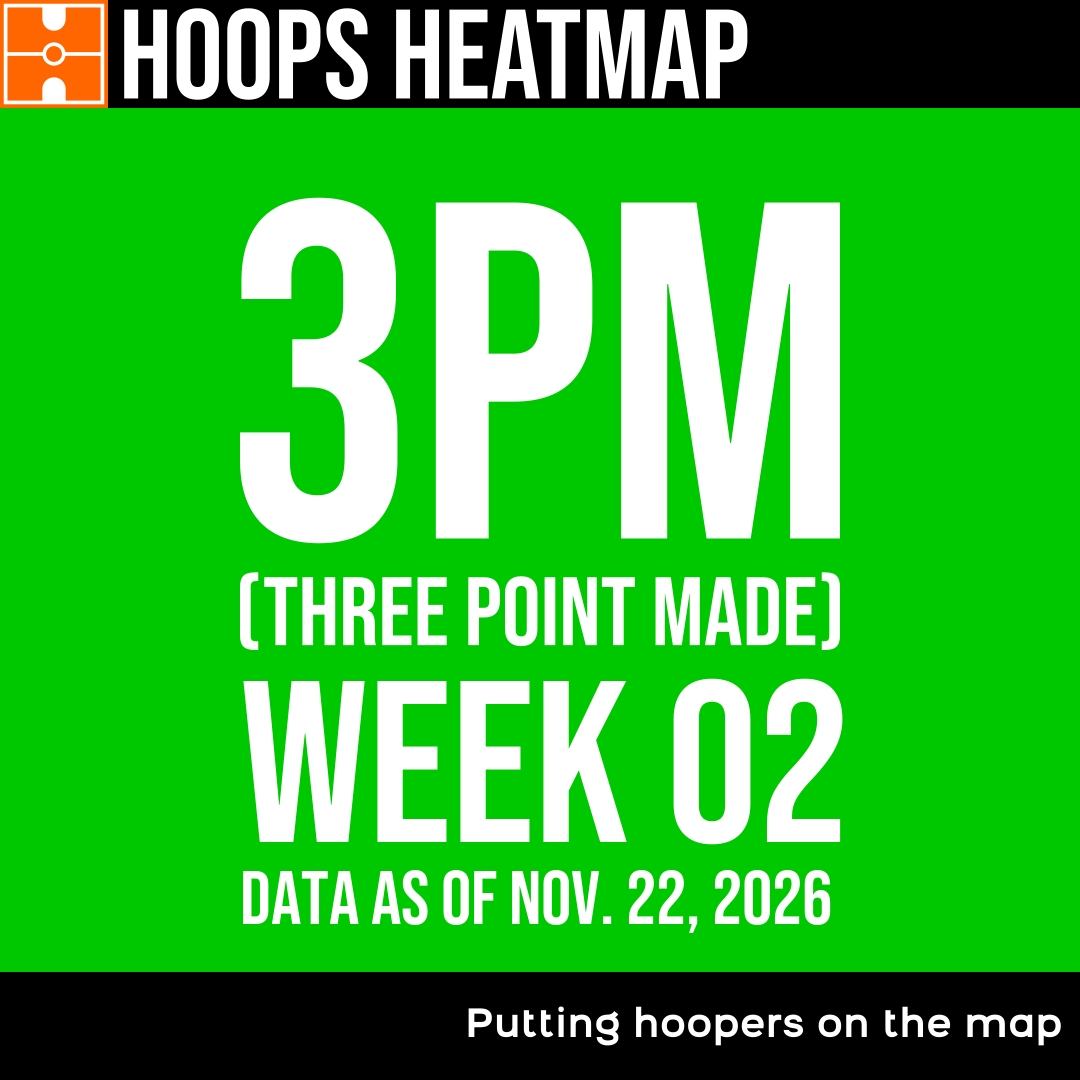 HOOPS HEATMAP
3PM
(THREE POINT MADE)
WEEK 02
DATA AS OF NOV. 22, 2026
Putting hoopers on the map